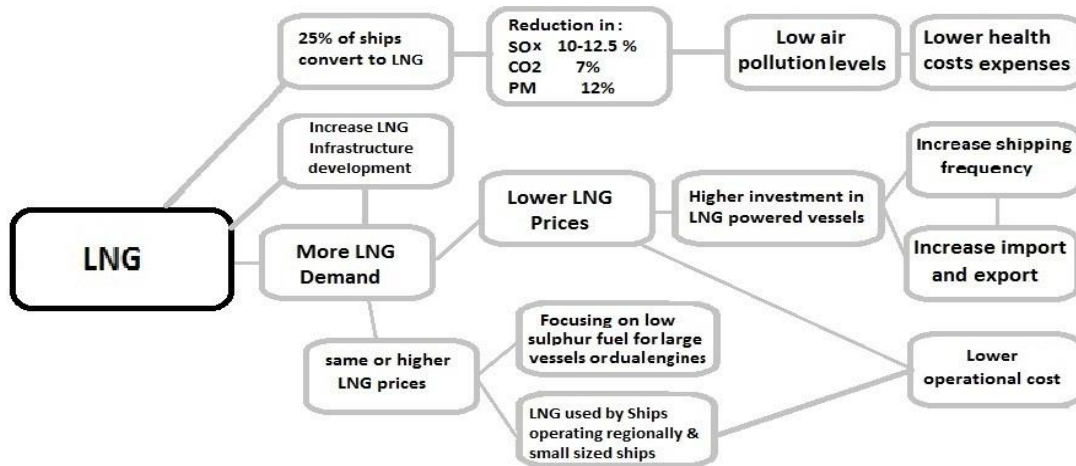 25% of ships
convert to LNG
Reduction in :
SOx 10-12.5 %
CO2 7%
PM 12%
Low air
pollution levels
Lower health
costs expenses
Increase LNG
Infrastructure
development
LNG
More LNG
Demand
Lower LNG
Prices
Higher investment in
LNG powered vessels
Increase shipping
frequency
Increase import
and export
same or higher
LNG prices
Focusing on low
sulphur fuel for large
vessels or dual engines
LNG used by Ships
operating regionally &
small sized ships
Lower
operational cost